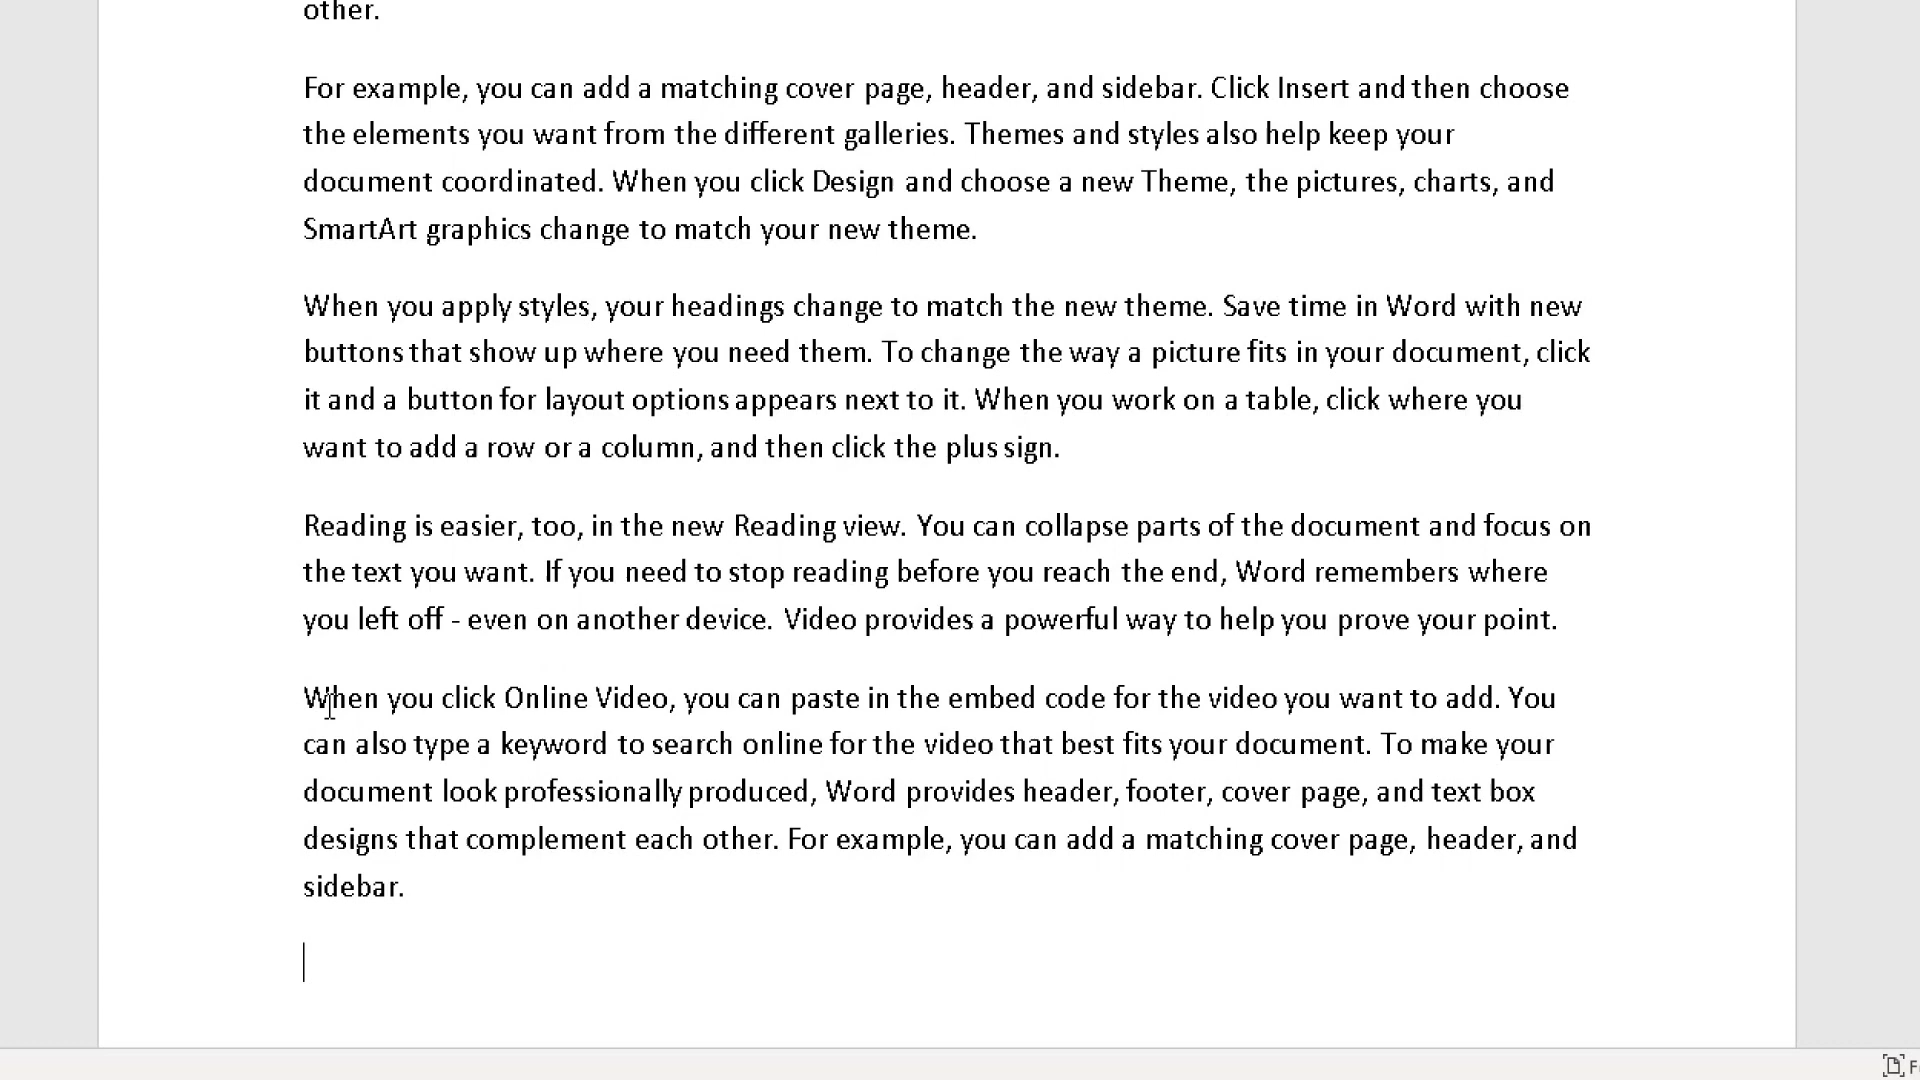 other.
For example, you can add a matching cover page, header, and sidebar. Click Insert and then choose
the elements you want from the different galleries. Themes and styles also help keep your
document coordinated. When you click Design and choose a new Theme, the pictures, charts, and
SmartArt graphics change to match your new theme.
When you apply styles, your headings change to match the new theme. Save time in Word with new
buttons that show up where you need them. To change the way a picture fits in your document, click
it and a button for layout options appears next to it. When you work on a table, click where you
want to add a row or a column, and then click the plus sign.
Reading is easier, too, in the new Reading view. You can collapse parts of the document and focus on
the text you want. If you need to stop reading before you reach the end, Word remembers where
you left off - even on another device. Video provides a powerful way to help you prove your point.
When you click Online Video, you can paste in the embed code for the video you want to add. You
can also type a keyword to search online for the video that best fits your document. To make your
document look professionally produced, Word provides header, footer, cover page, and text box
designs that complement each other. For example, you can add a matching cover page, header, and
sidebar.